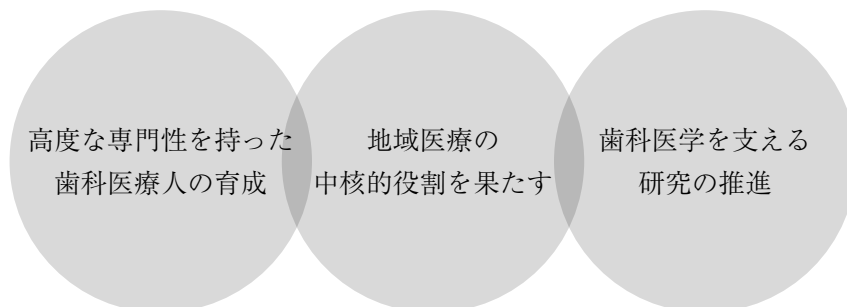 高度な専門性を持った
歯科医療人の育成
地域医療の
中核的役割を果たす
歯科医学を支える
研究の推進